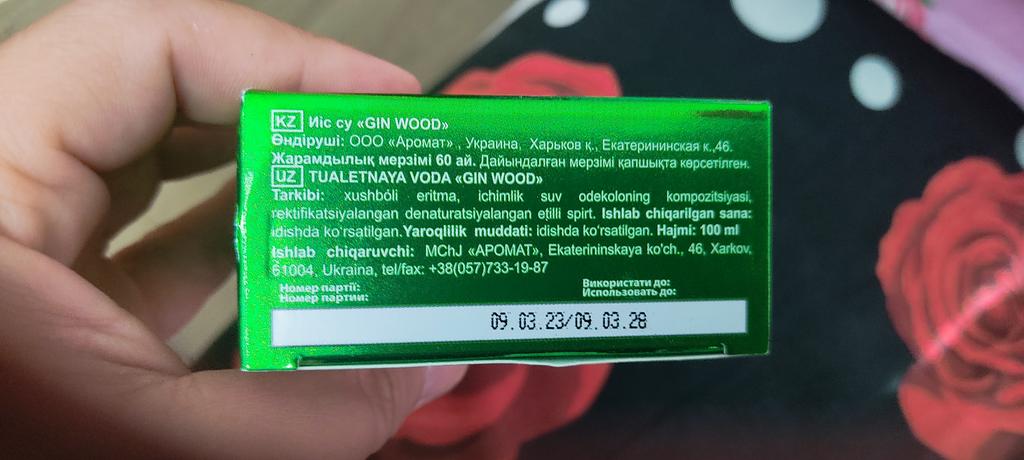 KZ Иіс су «GIN WOOD»
Өндіруші: ООО «Аромат» , Украина, Харьков қ., Екатерининская к.,46.
Жарамдылық мерзімі 60 ай. Дайындалған мерзімі қапшықта көрсетілген.
UZ TUALETNAYA VODA «GIN WOOD»
Tarkibi: xushbóli eritma, ichimlik suv odekoloning kompozitsiyasi,
rektifikatsiyalangan denaturatsiyalangan etilli spirt. Ishlab chiqarilgan sana:
idishda ko'rsatilgan. Yaroqlilik muddati: idishda ko'rsatilgan. Hajmi: 100 ml
Ishlab chiqaruvchi: MChJ «АРОМАТ», Ekaterininskaya ko'ch., 46, Xarkov,
61004, Ukraina, tel/fax: +38(057)733-19-87
Номер партії: Використати до:
Номер партии: Использовать до:
09.03.23/09.03.28